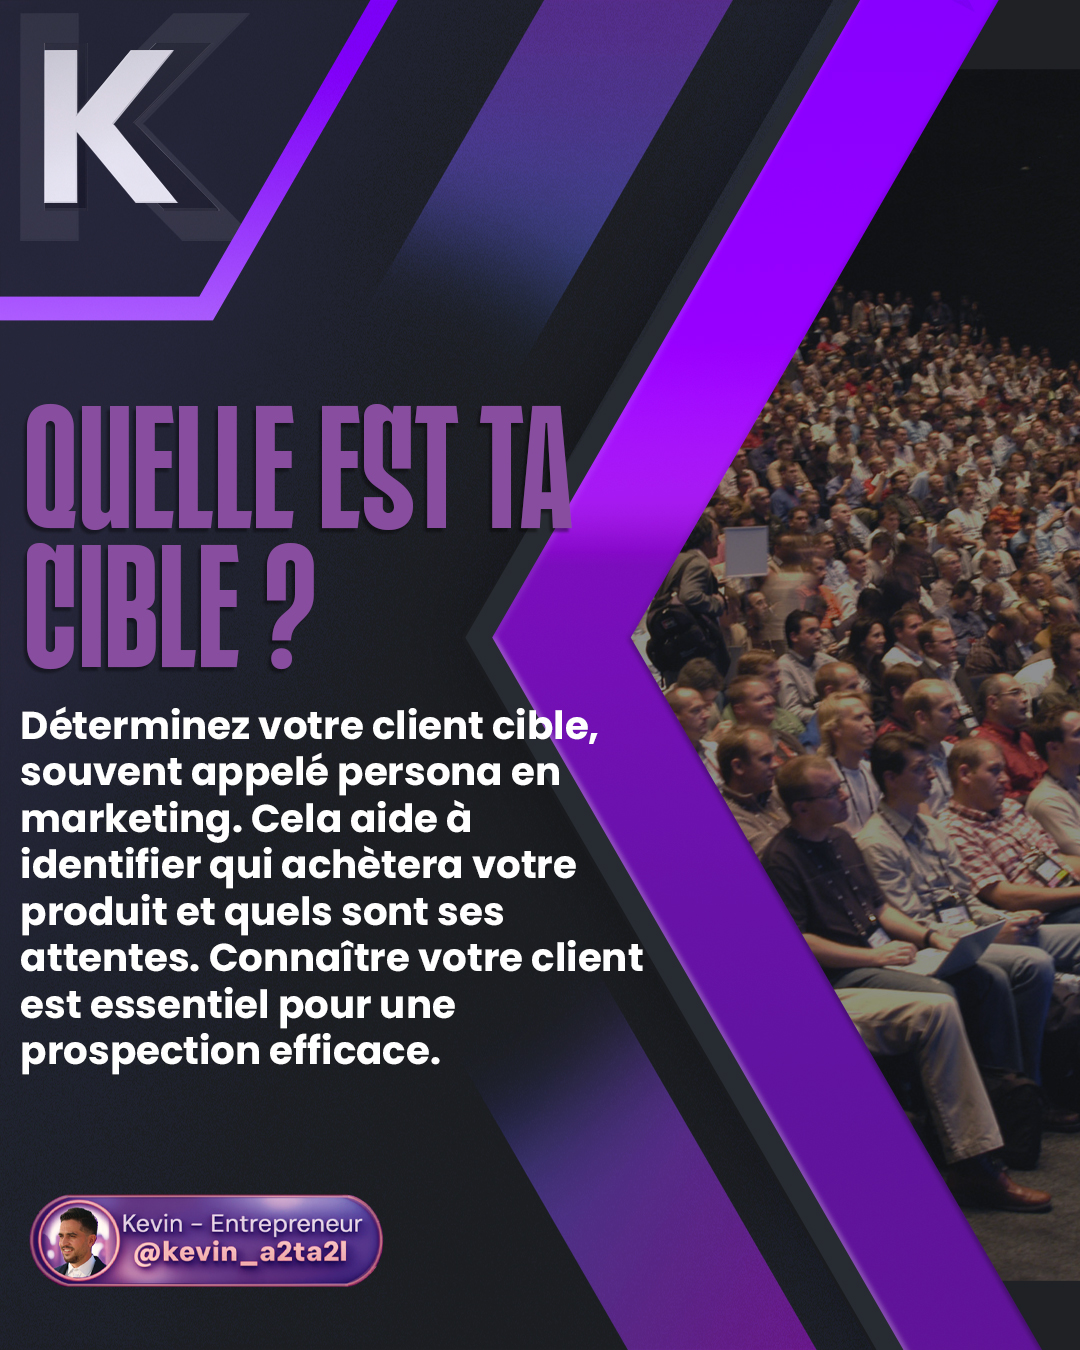 K
QUELLE EST TA
CIBLE ?
Déterminez votre client cible,
souvent appelé persona en
marketing. Cela aide à
identifier qui achètera votre
produit et quels sont ses
attentes. Connaître votre client
est essentiel pour une
prospection efficace.
Kevin - Entrepreneur
@kevin_a2ta2l